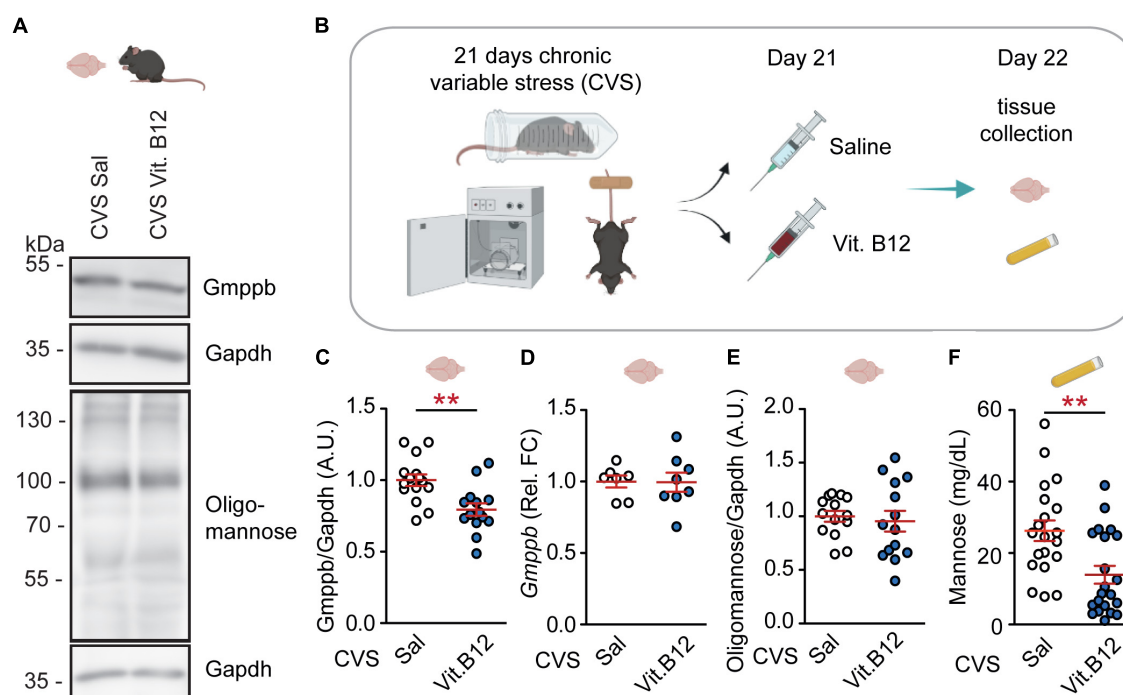 A
CVS Sal
CVS Vit. B12
kDa
55 -
Gmppb
35 -
Gapdh
130 -
100 -
70 -
55 -
Oligo-
mannose
35 -
Gapdh
B
21 days chronic
variable stress (CVS)
Day 21
Saline
Vit. B12
Day 22
tissue
collection
C
**
Gmppb/Gapdh (A.U.)
1.5
1.0
0.5
0.0
CVS
Sal
Vit.B12
D
Gmppb (Rel. FC)
1.5
1.0
0.5
0.0
Sal
Vit.B12
E
Oligomannose/Gapdh (A.U.)
2.0
1.5
1.0
0.5
0.0
CVS
Sal
Vit.B12
F
**
Mannose (mg/dL)
60
40
20
0
CVS
Sal
Vit.B12